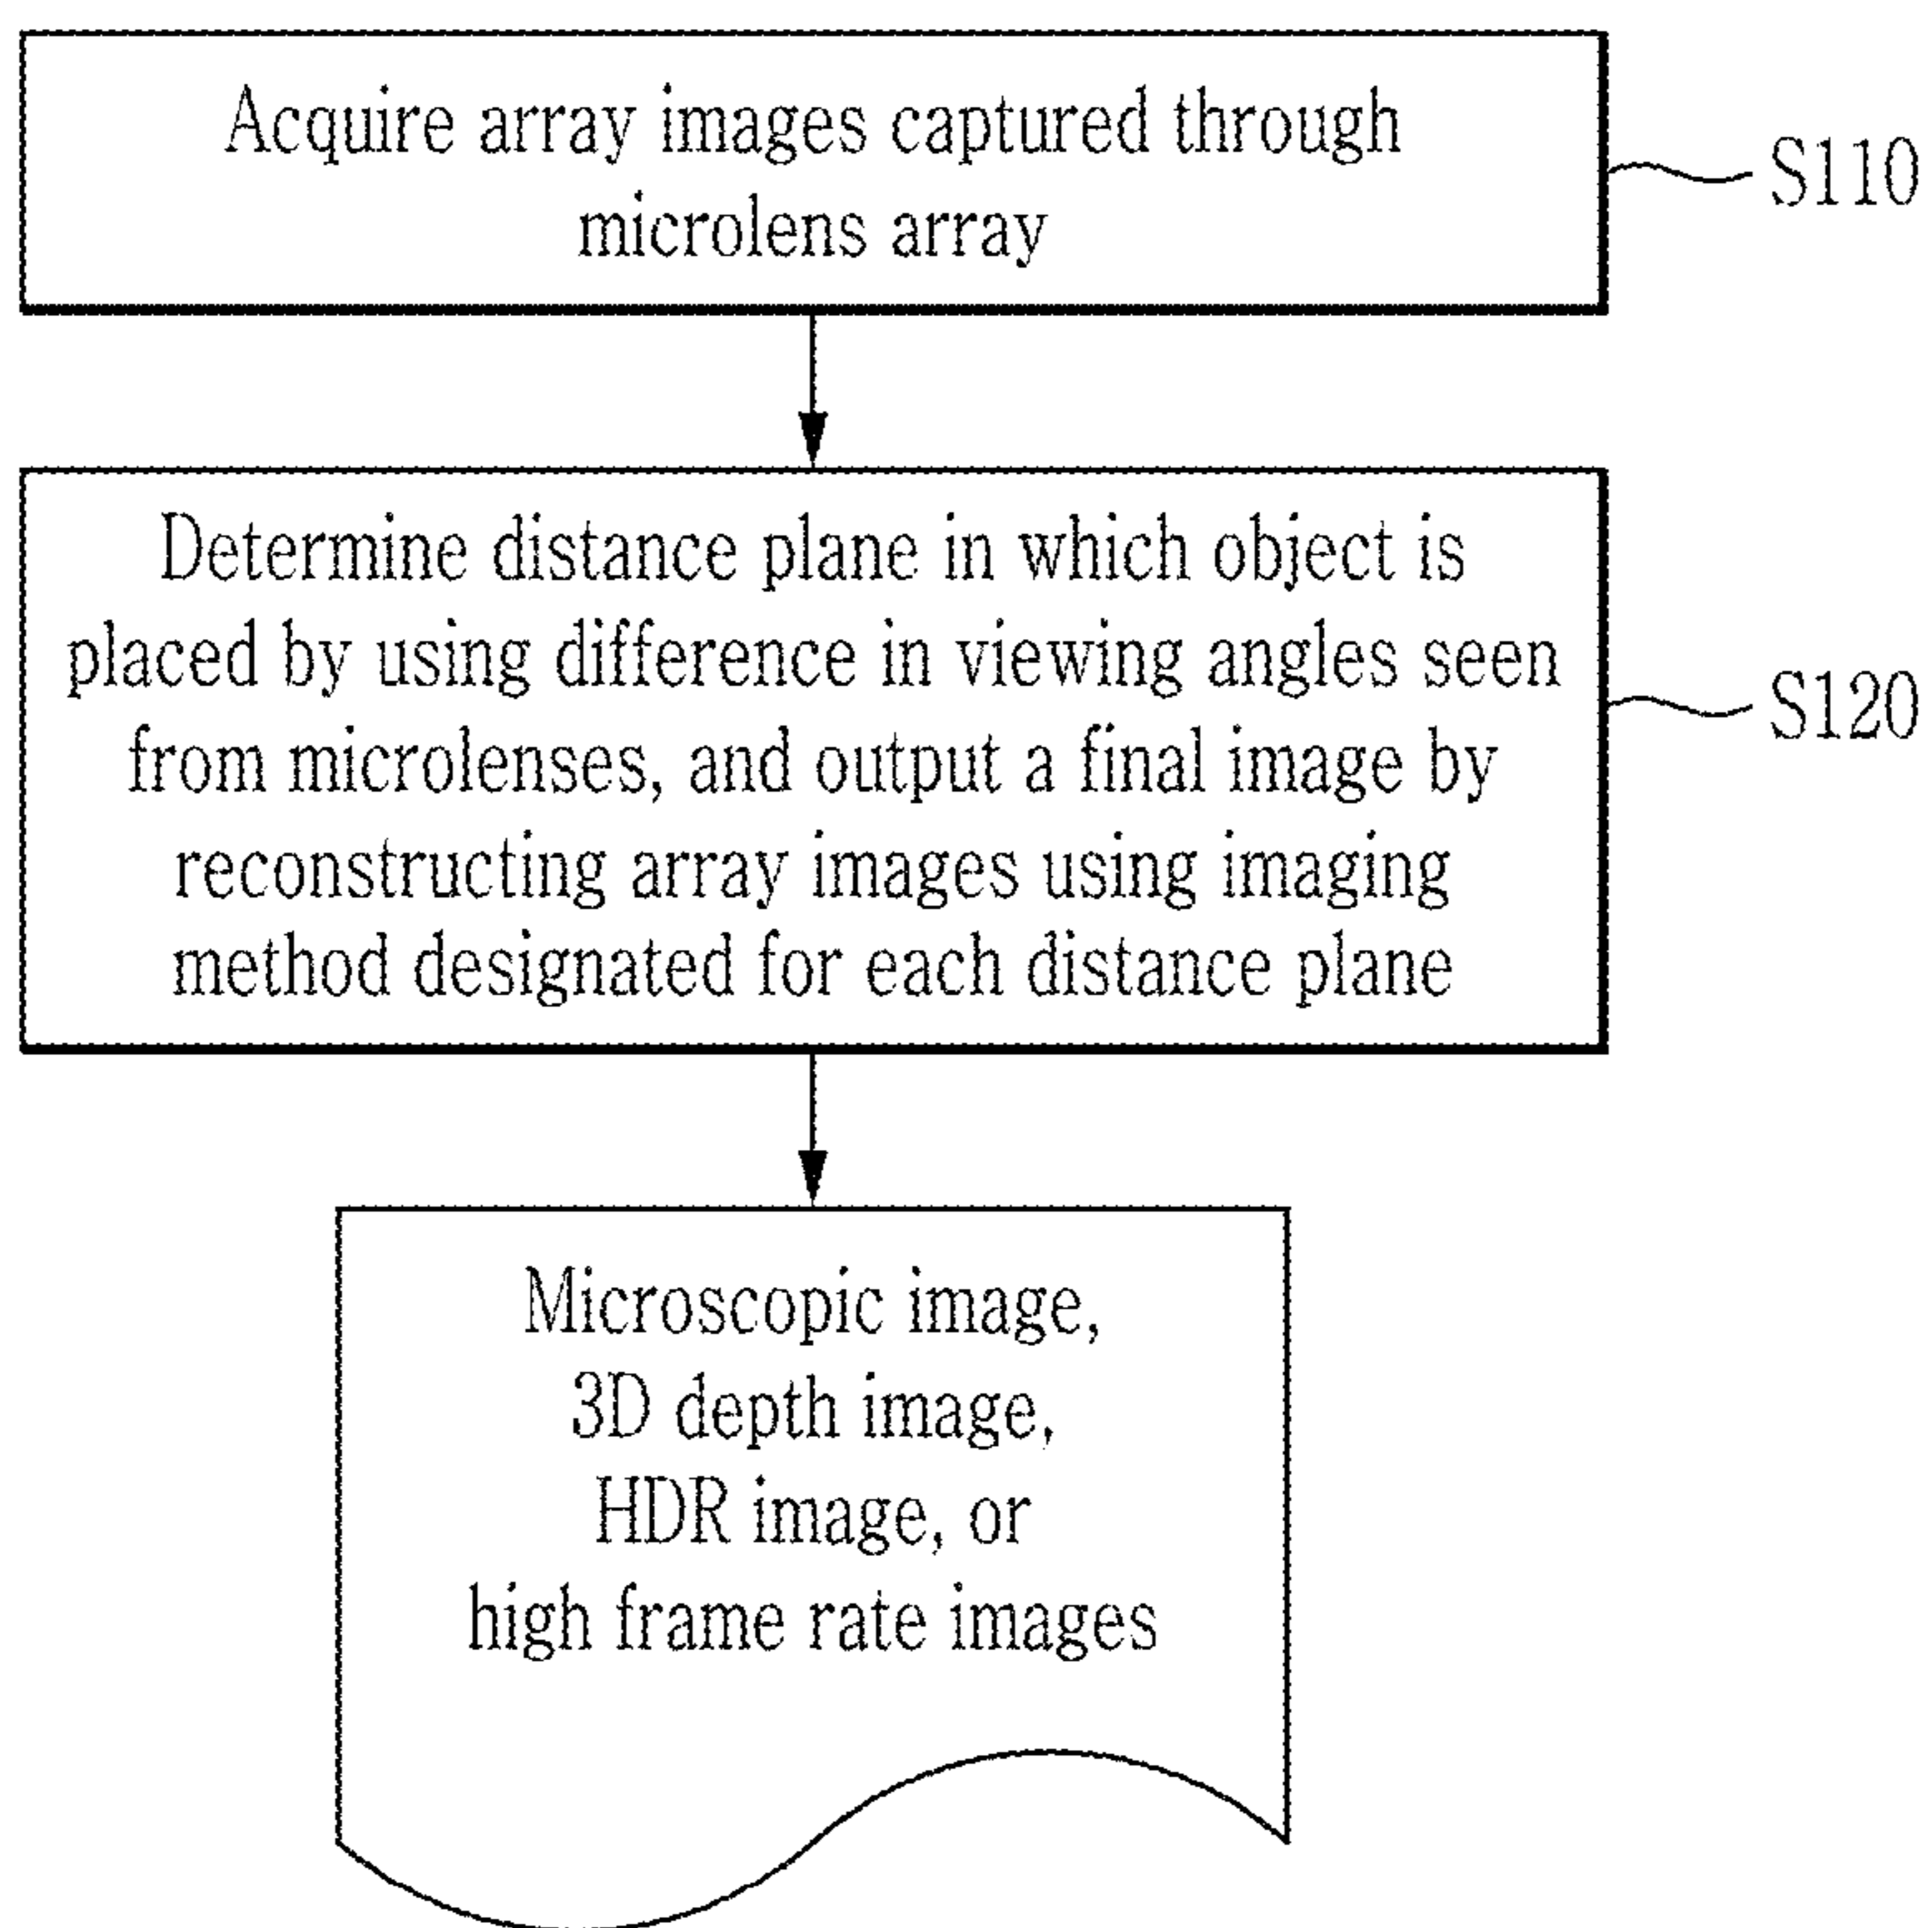 Acquire array images captured through
microlens array
S110
Determine distance plane in which object is
placed by using difference in viewing angles seen
from microlenses, and output a final image by
reconstructing array images using imaging
method designated for each distance plane
S120
Microscopic image,
3D depth image,
HDR image, or
high frame rate images